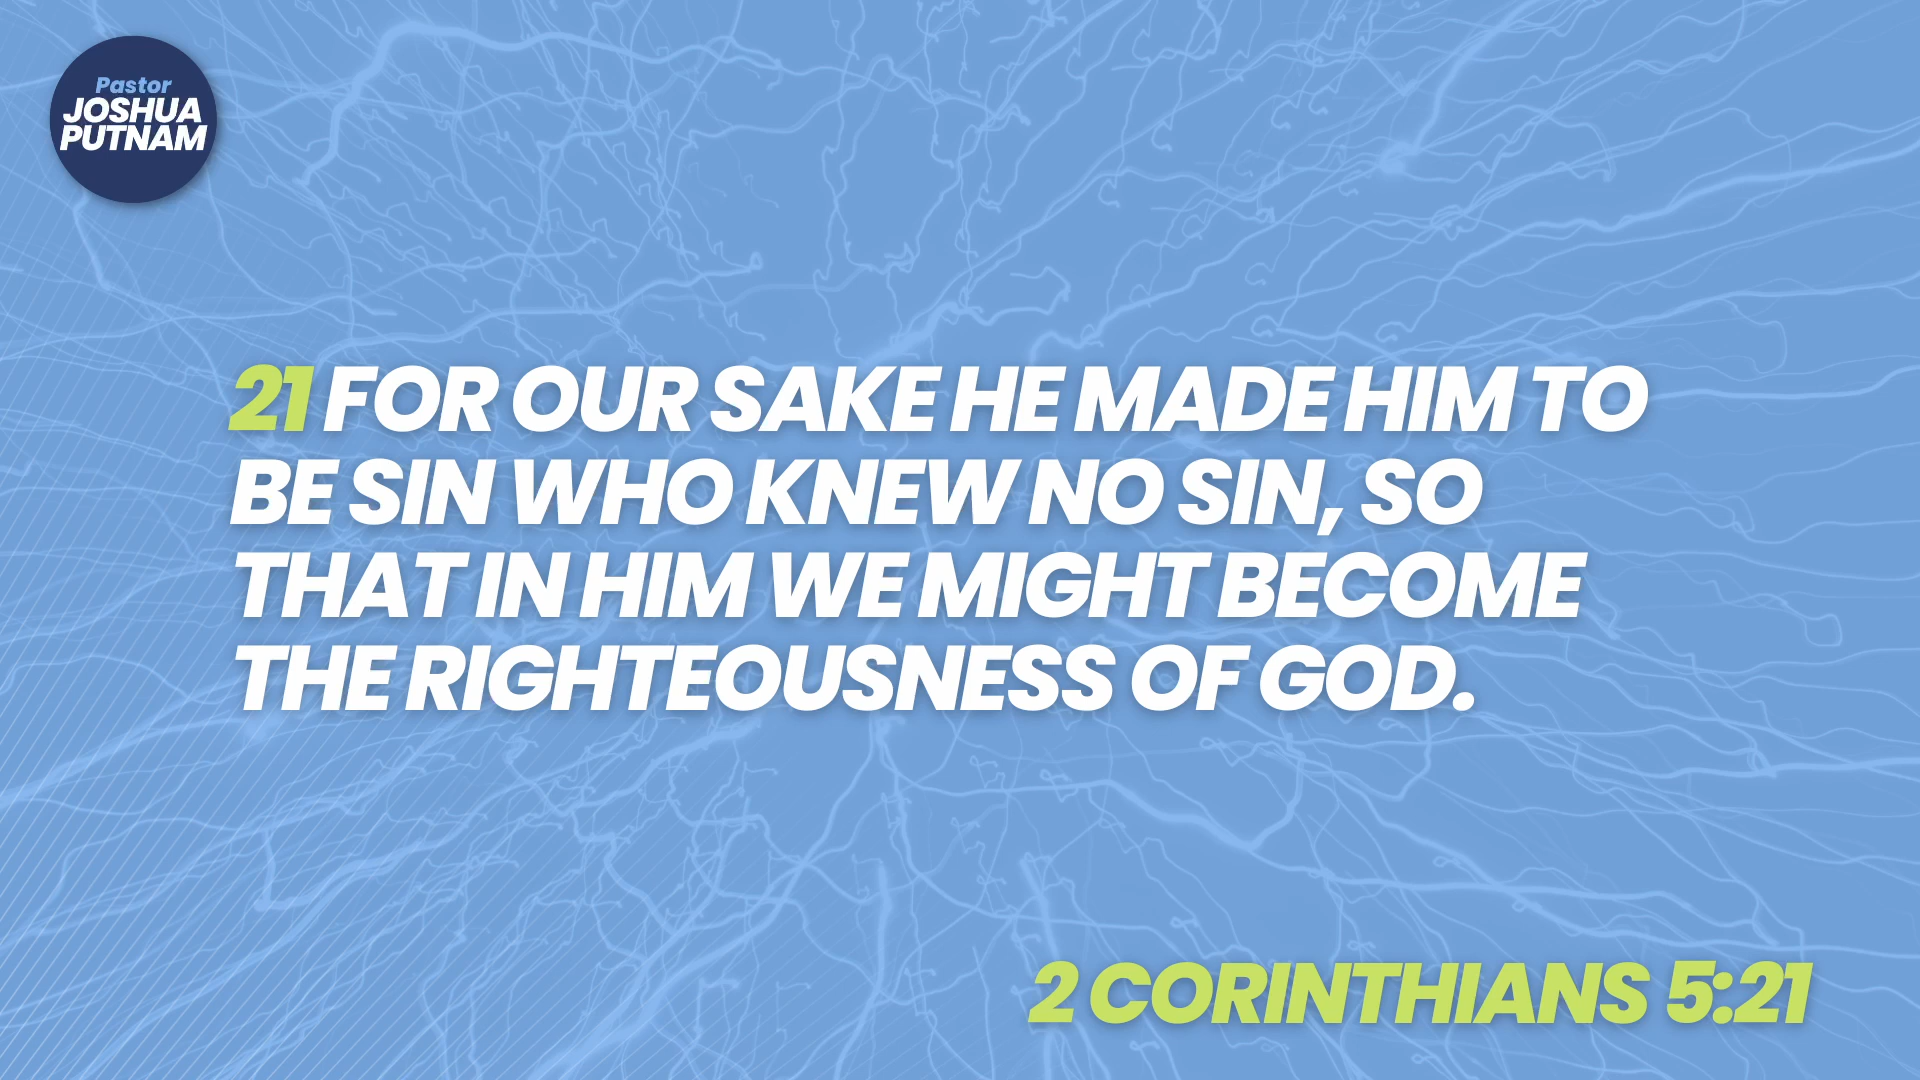 Pastor
JOSHUA
PUTNAM
21 FOR OUR SAKE HE MADE HIM TO
BE SIN WHO KNEW NO SIN, SO
THAT IN HIM WE MIGHT BECOME
THE RIGHTEOUSNESS OF GOD.
2 CORINTHIANS 5:21